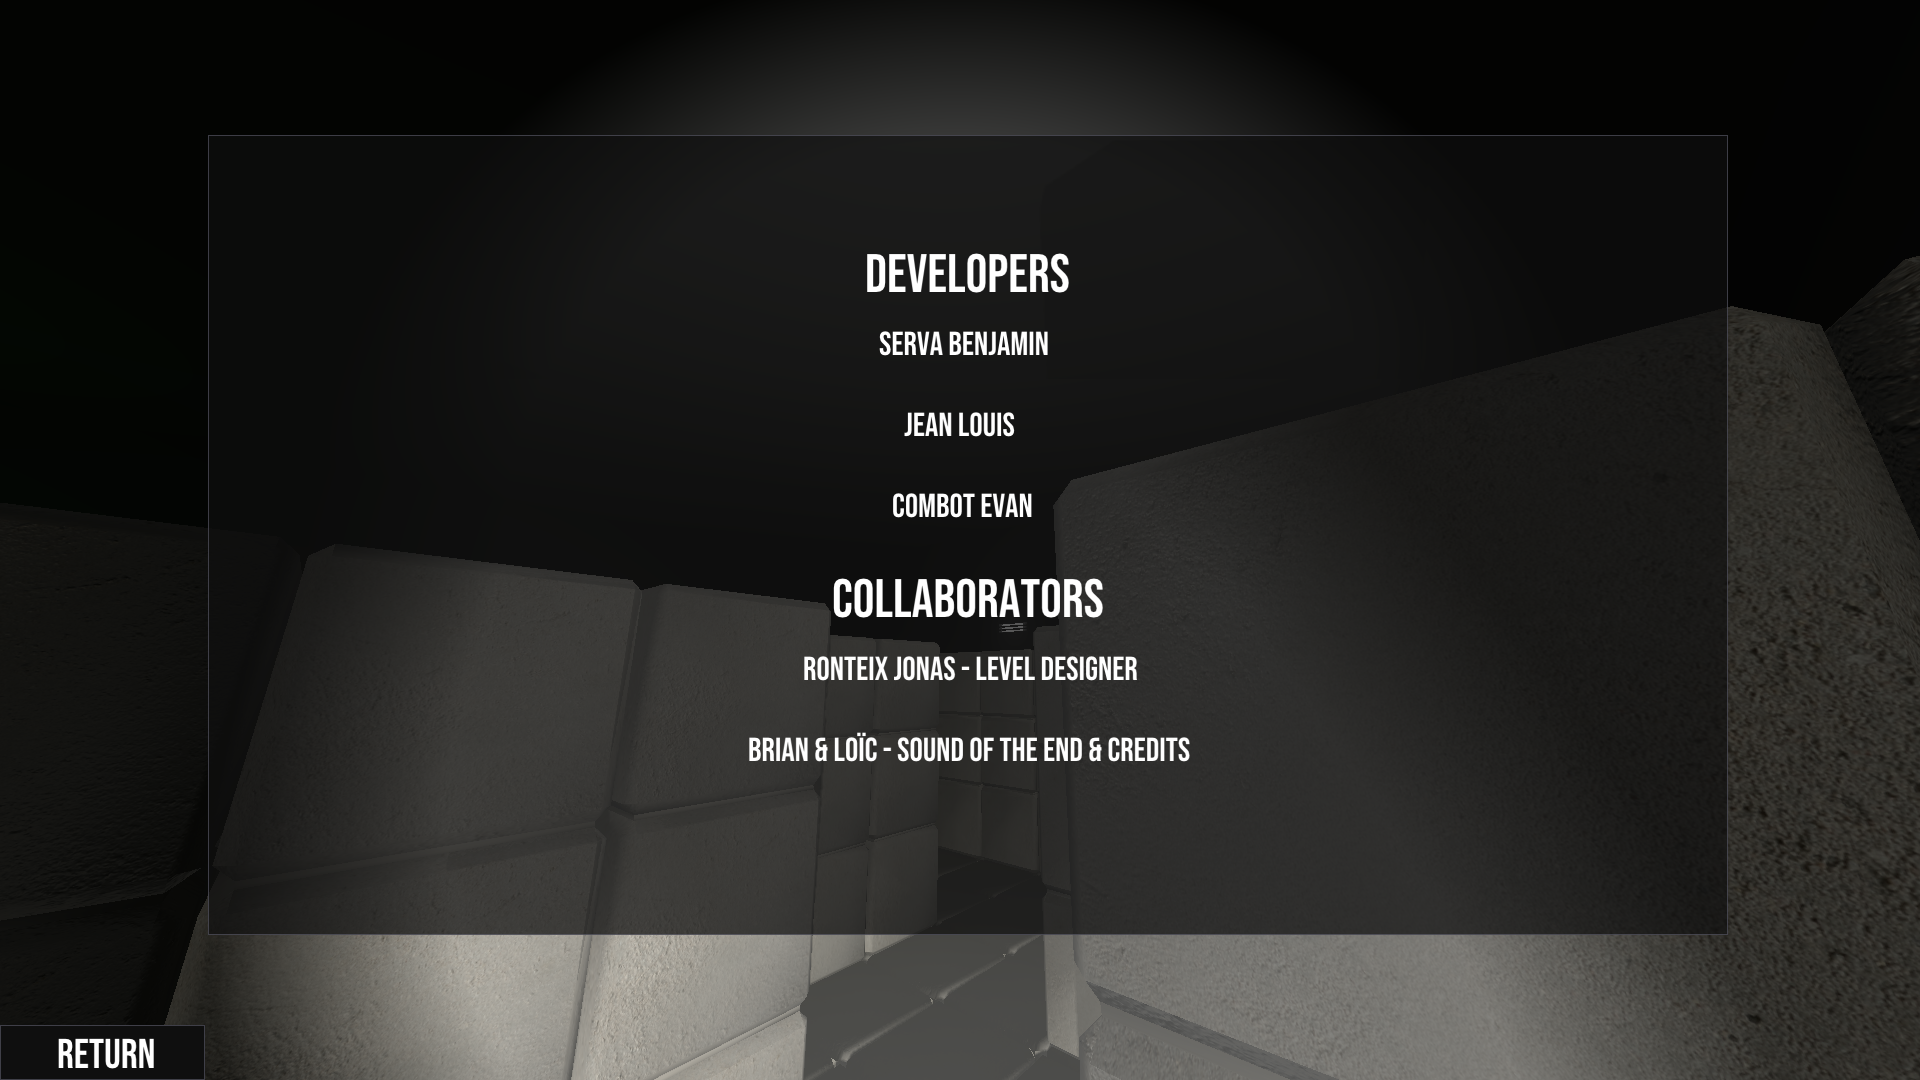 DEVELOPERS
SERVA BENJAMIN
JEAN LOUIS
COMBOT EVAN
COLLABORATORS
RONTEIX JONAS - LEVEL DESIGNER
BRIAN & LOÏC - SOUND OF THE END & CREDITS
RETURN